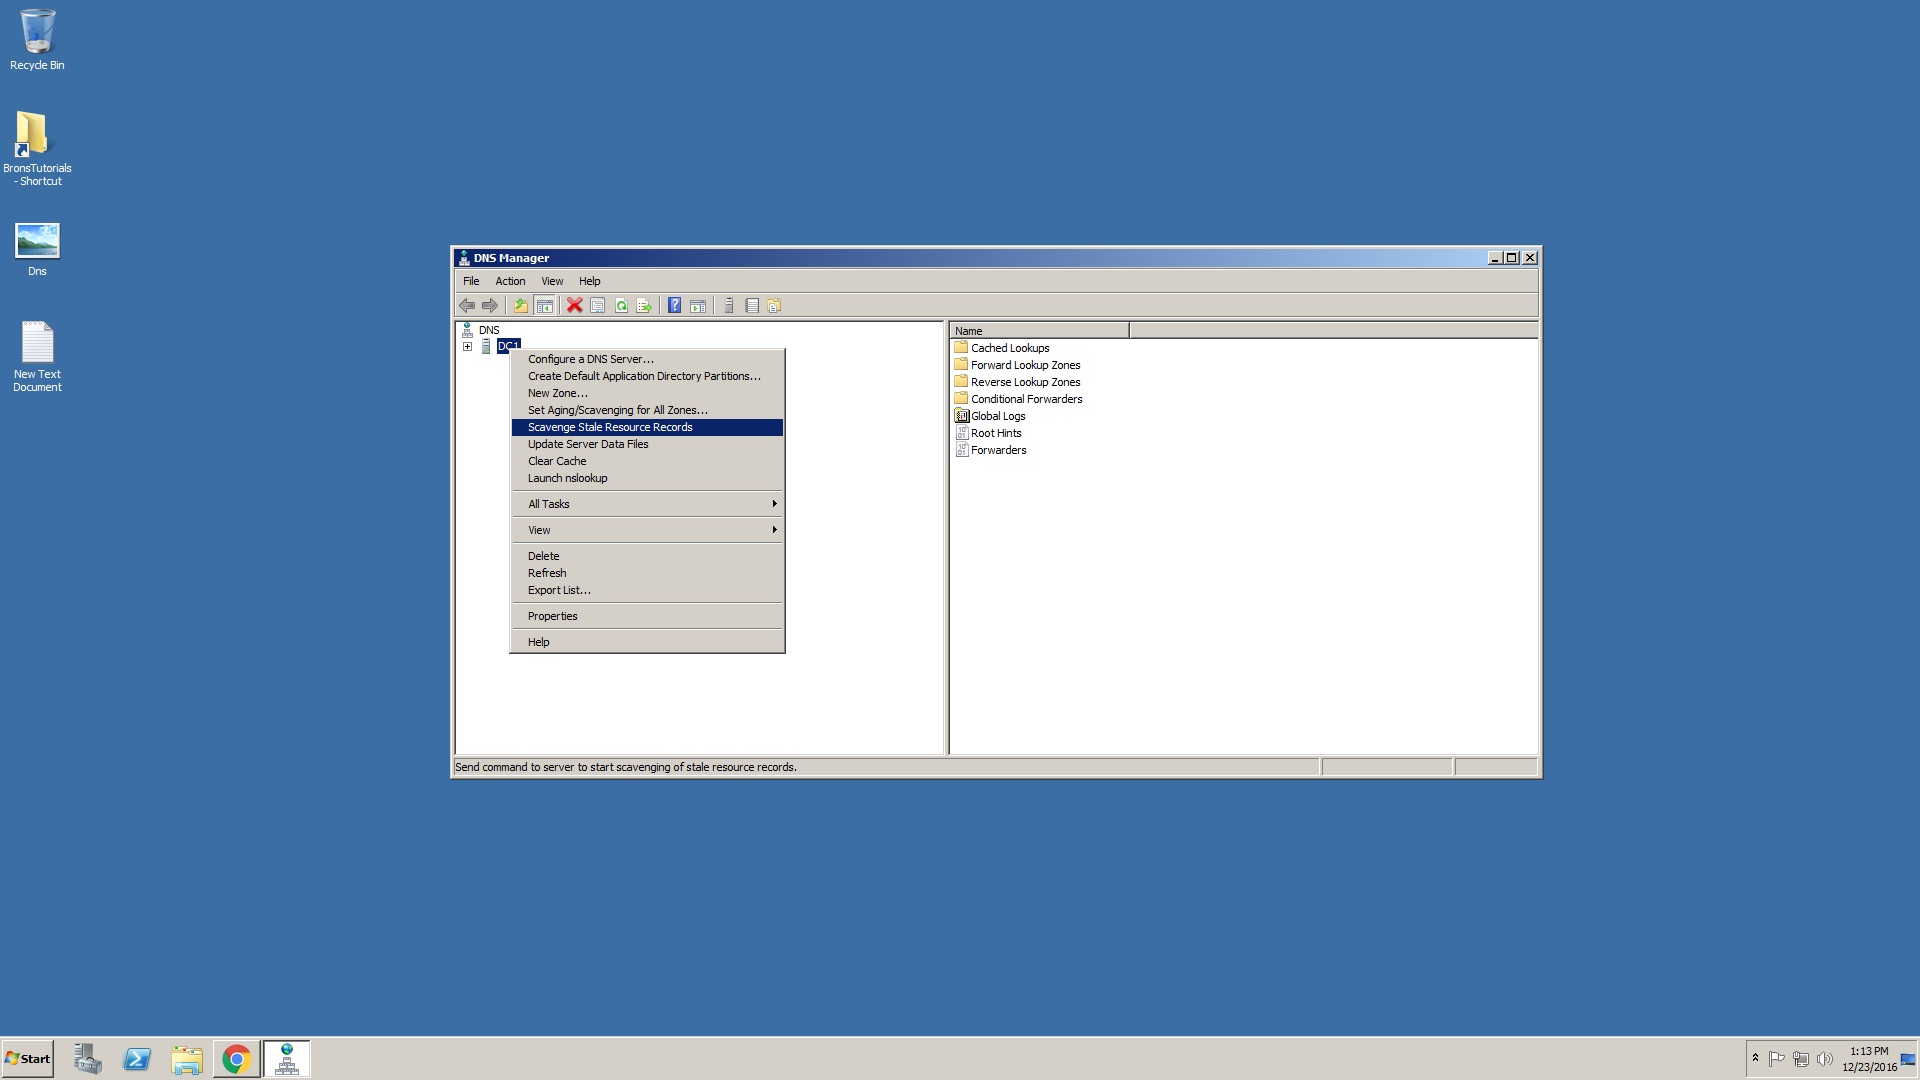 Recycle Bin
BronsTutorials
- Shortcut
Dns
New Text
Document
DNS Manager
File Action View Help
DNS
DC1
Configure a DNS Server...
Create Default Application Directory Partitions...
New Zone...
Set Aging/Scavenging for All Zones...
Scavenge Stale Resource Records
Update Server Data Files
Clear Cache
Launch nslookup
All Tasks
View
Delete
Refresh
Export List...
Properties
Help
Name
Cached Lookups
Forward Lookup Zones
Reverse Lookup Zones
Conditional Forwarders
Global Logs
Root Hints
Forwarders
Send command to server to start scavenging of stale resource records.
Start
1:13 PM
12/23/2016